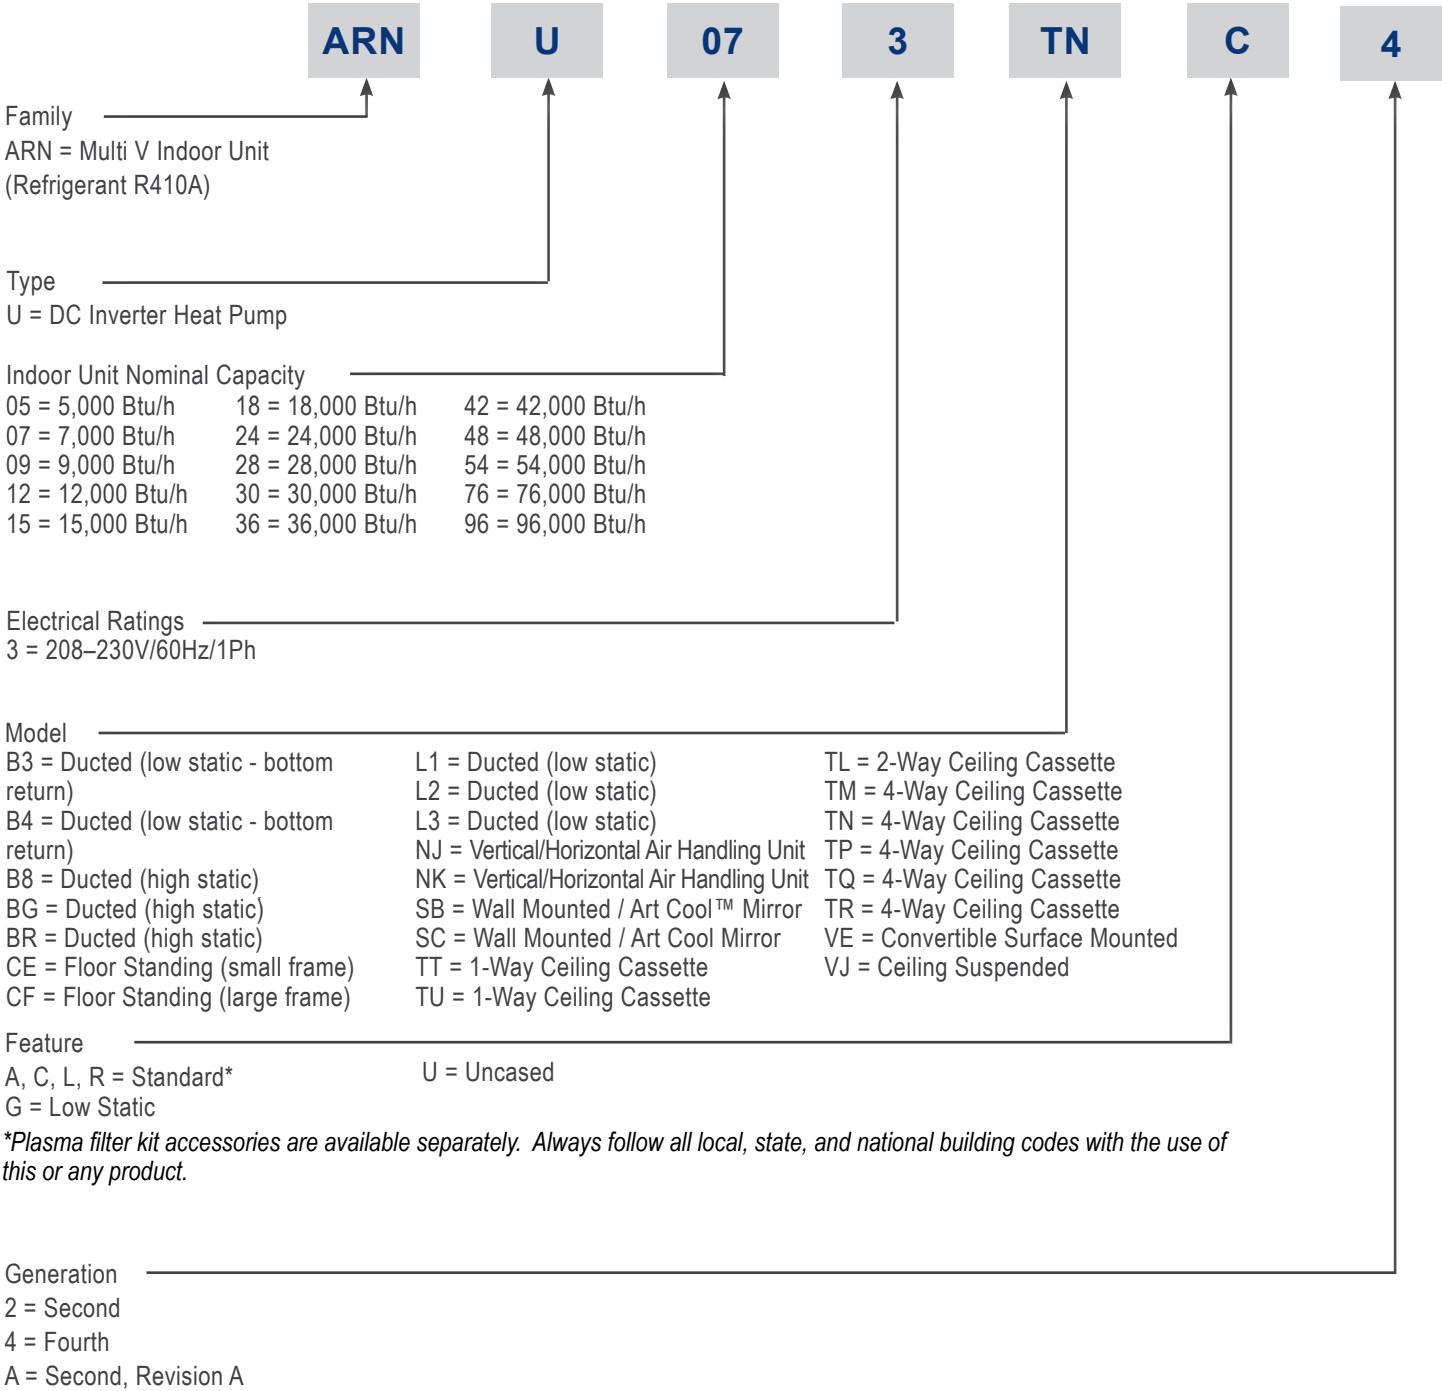 ARN U 07 3 TN C 4
Family
ARN = Multi V Indoor Unit
(Refrigerant R410A)
Type
U = DC Inverter Heat Pump
Indoor Unit Nominal Capacity
05 = 5,000 Btu/h 18 = 18,000 Btu/h 42 = 42,000 Btu/h
07 = 7,000 Btu/h 24 = 24,000 Btu/h 48 = 48,000 Btu/h
09 = 9,000 Btu/h 28 = 28,000 Btu/h 54 = 54,000 Btu/h
12 = 12,000 Btu/h 30 = 30,000 Btu/h 76 = 76,000 Btu/h
15 = 15,000 Btu/h 36 = 36,000 Btu/h 96 = 96,000 Btu/h
Electrical Ratings
3 = 208–230V/60Hz/1Ph
Model
B3 = Ducted (low static - bottom
return)
B4 = Ducted (low static - bottom
return)
B8 = Ducted (high static)
BG = Ducted (high static)
BR = Ducted (high static)
CE = Floor Standing (small frame)
CF = Floor Standing (large frame)
L1 = Ducted (low static)
L2 = Ducted (low static)
L3 = Ducted (low static)
NJ = Vertical/Horizontal Air Handling Unit
NK = Vertical/Horizontal Air Handling Unit
SB = Wall Mounted / Art Cool™ Mirror
SC = Wall Mounted / Art Cool Mirror
TT = 1-Way Ceiling Cassette
TU = 1-Way Ceiling Cassette
TL = 2-Way Ceiling Cassette
TM = 4-Way Ceiling Cassette
TN = 4-Way Ceiling Cassette
TP = 4-Way Ceiling Cassette
TQ = 4-Way Ceiling Cassette
TR = 4-Way Ceiling Cassette
VE = Convertible Surface Mounted
VJ = Ceiling Suspended
Feature
A, C, L, R = Standard* U = Uncased
G = Low Static
*Plasma filter kit accessories are available separately. Always follow all local, state, and national building codes with the use of
this or any product.
Generation
2 = Second
4 = Fourth
A = Second, Revision A